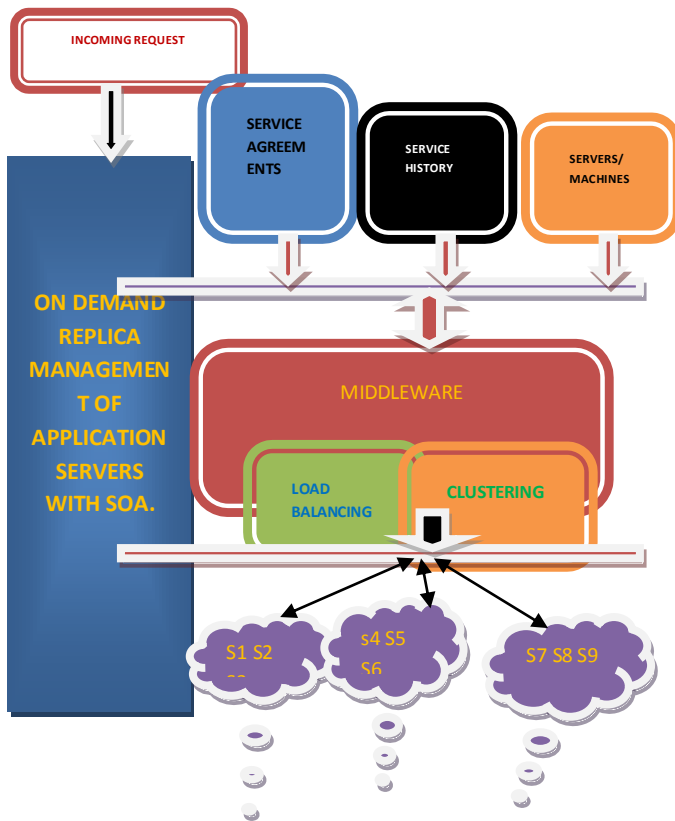 INCOMING REQUEST
SERVICE
AGREEM
ENTS
SERVICE
HISTORY
SERVERS/
MACHINES
ON DEMAND
REPLICA
MANAGEMEN
T OF
APPLICATION
SERVERS
WITH SOA.
MIDDLEWARE
LOAD
BALANCING
CLUSTERING
S1 S2
s4 S5
S6
S7 S8 S9